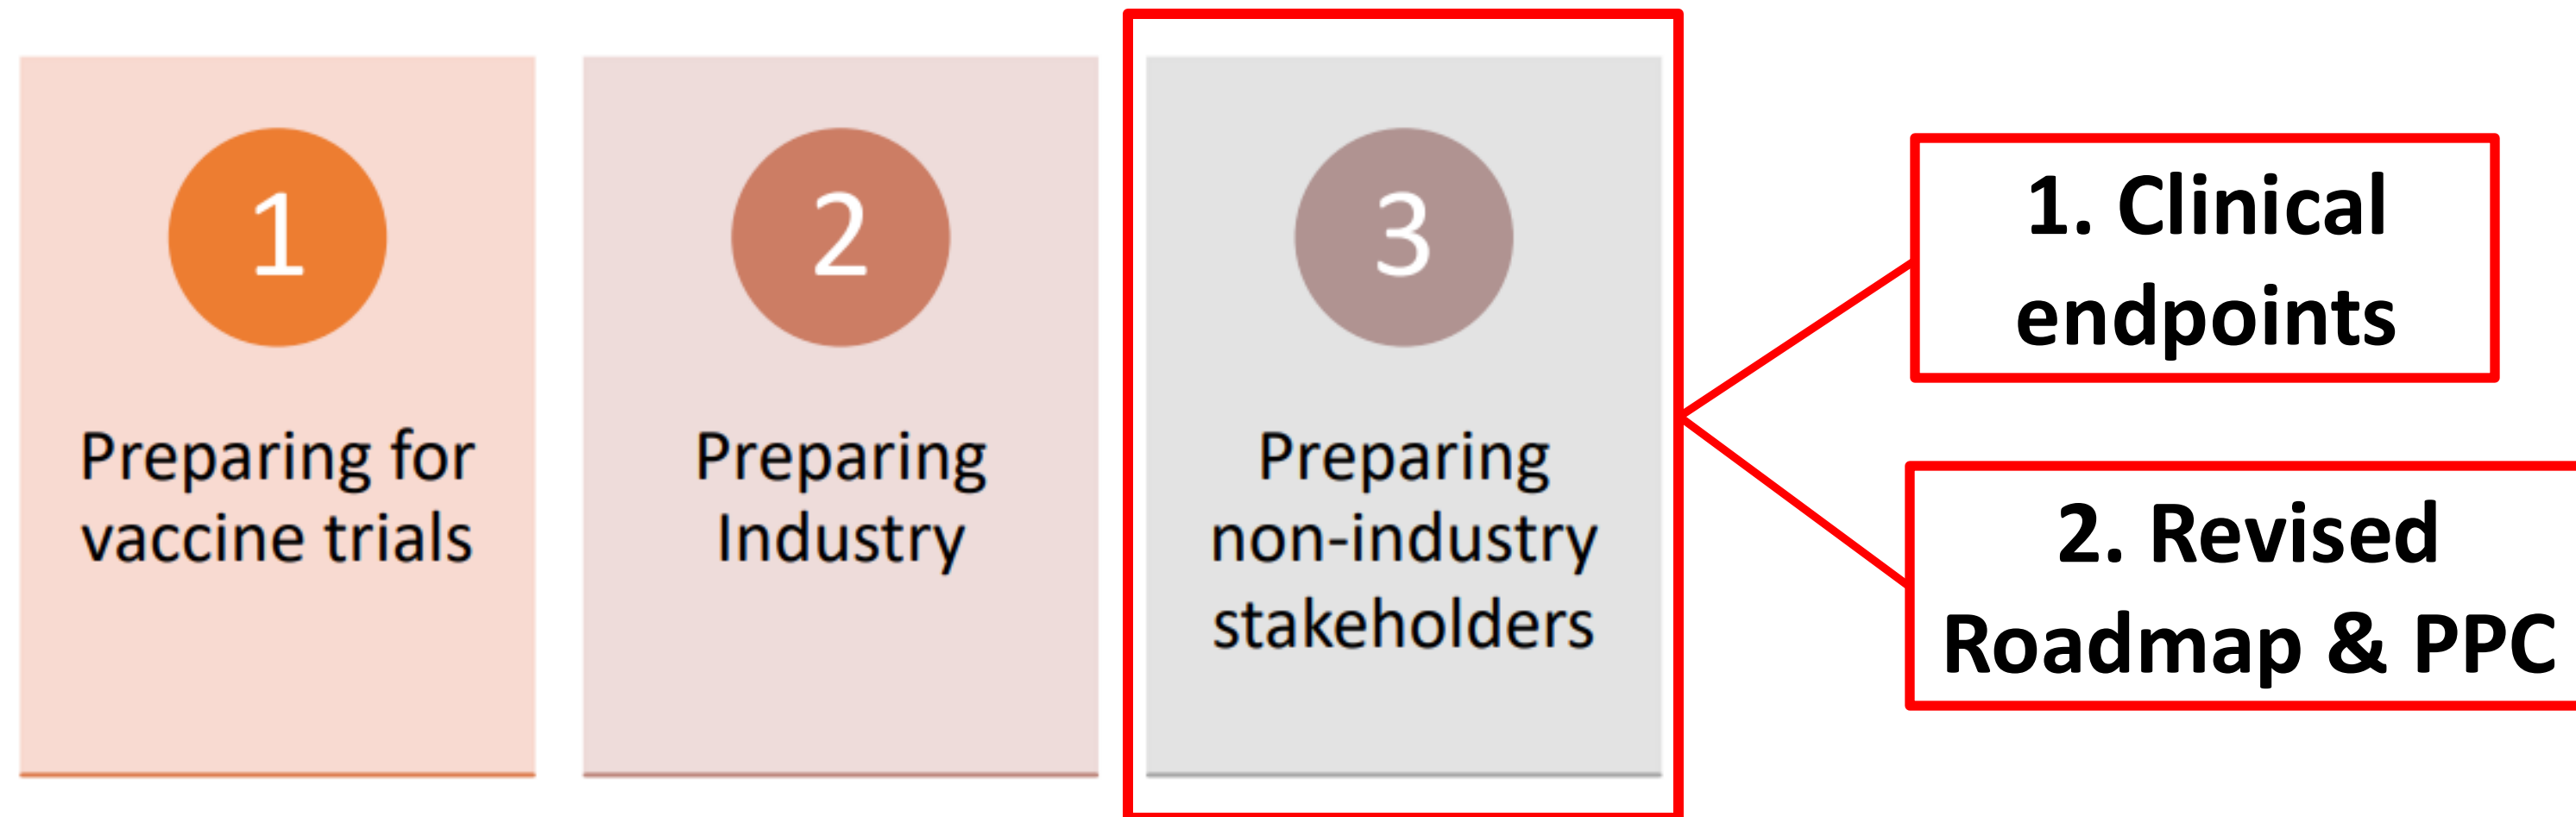 1
Preparing for
vaccine trials
2
Preparing
Industry
3
Preparing
non-industry
stakeholders
1. Clinical
endpoints
2. Revised
Roadmap & PPC